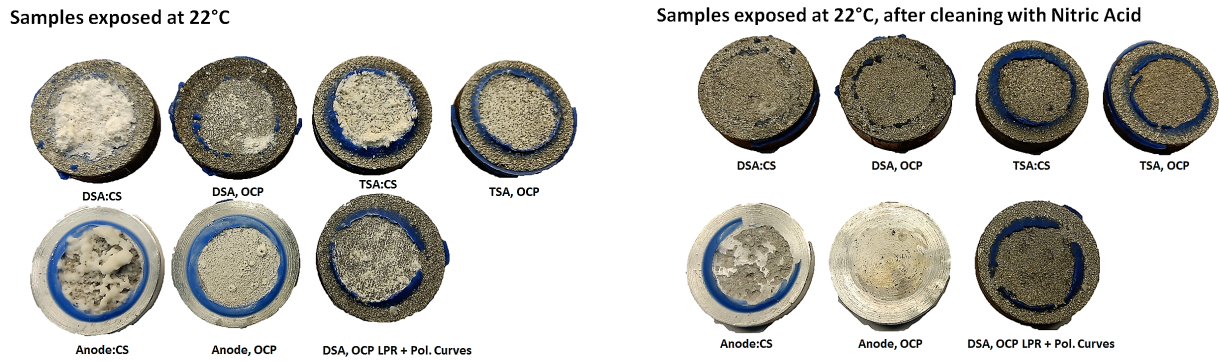 Samples exposed at 22°C
DSA:CS
DSA, OCP
TSA:CS
TSA, OCP
Anode:CS
Anode, OCP
DSA, OCP LPR + Pol. Curves
Samples exposed at 22°C, after cleaning with Nitric Acid
DSA:CS
DSA, OCP
TSA:CS
TSA, OCP
Anode:CS
Anode, OCP
DSA, OCP LPR + Pol. Curves